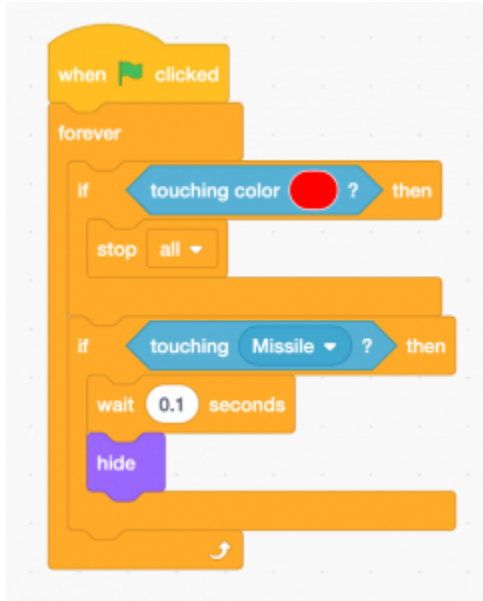 when clicked
forever
if touching color ? then
stop all
if touching Missile ? then
wait 0.1 seconds
hide